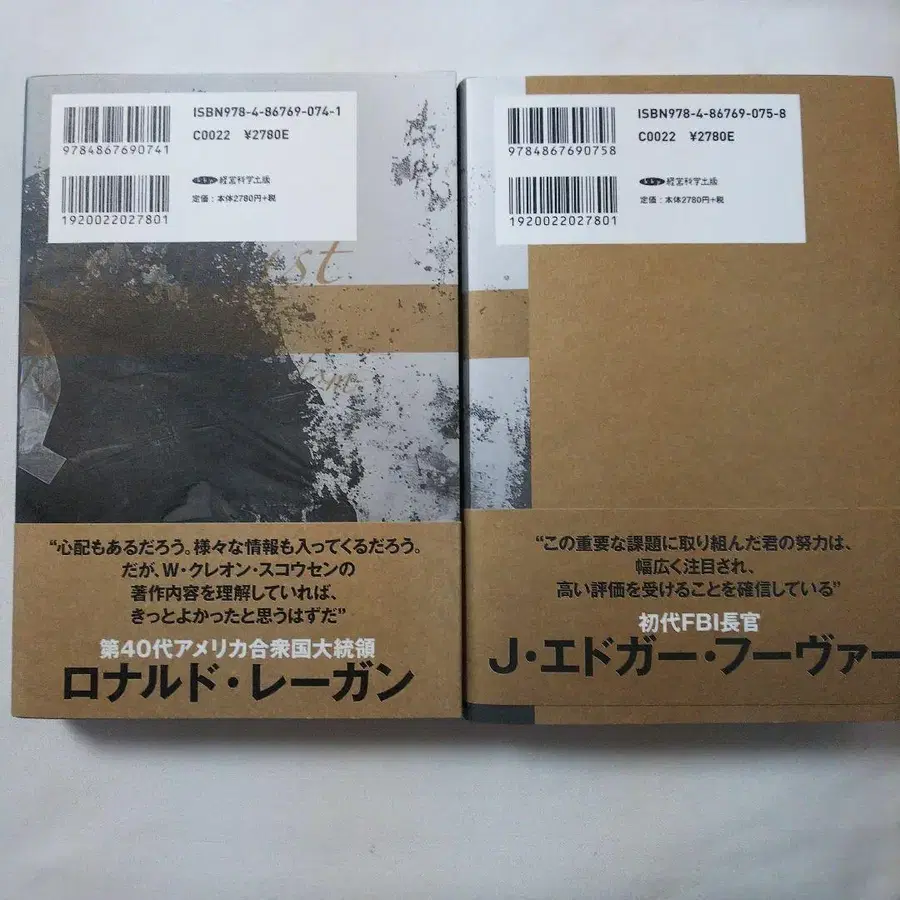 ISBN978-4-86769-074-1
C0022 ¥2780E
9784867690741
経営科学出版
定価：本体2780円+税
1920022027801
st
“心配もあるだろう。様々な情報も入ってくるだろう。
だが、W・クレオン・スコウセンの
著作内容を理解していれば、
きっとよかったと思うはずだ”
第40代アメリカ合衆国大統領
ロナルド・レーガン
ISBN978-4-86769-075-8
C0022 ¥2780E
9784867690758
経営科学出版
定価：本体2780円+税
1920022027801
“この重要な課題に取り組んだ君の努力は、
幅広く注目され、
高い評価を受けることを確信している”
初代FBI長官
J・エドガー・フーヴァー